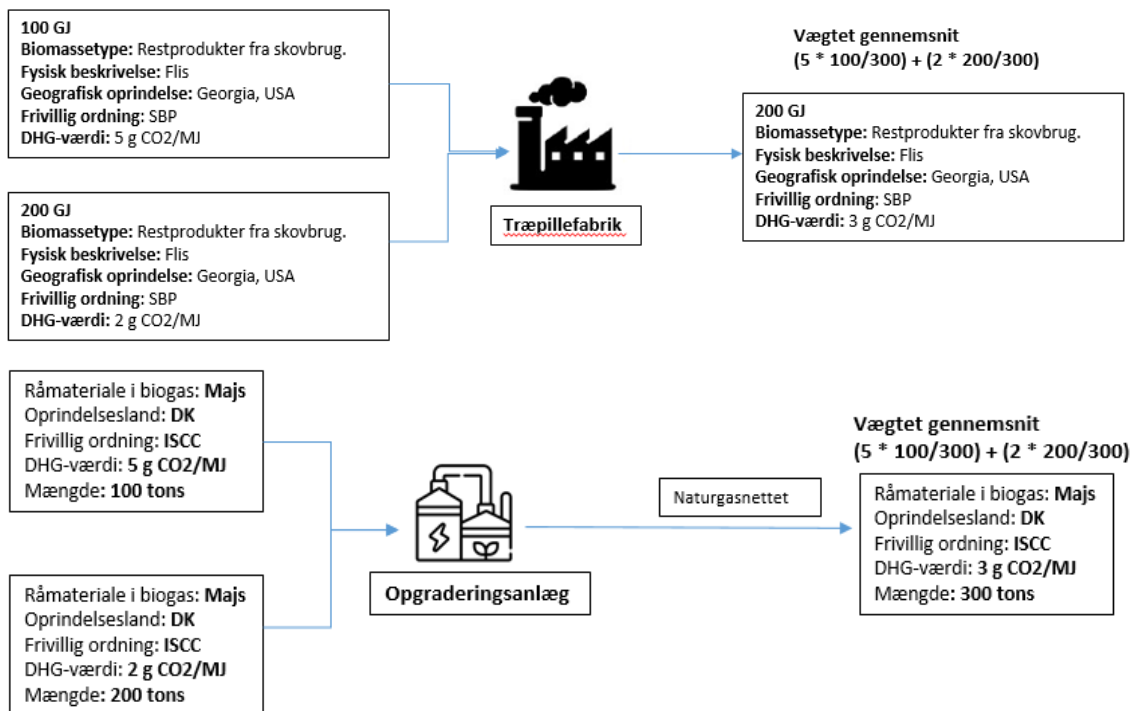 100 GJ
Biomassetype: Restprodukter fra skovbrug.
Fysisk beskrivelse: Flis
Geografisk oprindelse: Georgia, USA
Frivillig ordning: SBP
DHG-værdi: 5 g CO2/MJ
200 GJ
Biomassetype: Restprodukter fra skovbrug.
Fysisk beskrivelse: Flis
Geografisk oprindelse: Georgia, USA
Frivillig ordning: SBP
DHG-værdi: 2 g CO2/MJ
Træpillefabrik
Vægtet gennemsnit
(5 * 100/300) + (2 * 200/300)
200 GJ
Biomassetype: Restprodukter fra skovbrug.
Fysisk beskrivelse: Flis
Geografisk oprindelse: Georgia, USA
Frivillig ordning: SBP
DHG-værdi: 3 g CO2/MJ
Råmateriale i biogas: Majs
Oprindelsesland: DK
Frivillig ordning: ISCC
DHG-værdi: 5 g CO2/MJ
Mængde: 100 tons
Råmateriale i biogas: Majs
Oprindelsesland: DK
Frivillig ordning: ISCC
DHG-værdi: 2 g CO2/MJ
Mængde: 200 tons
Opgraderingsanlæg
Naturgasnettet
Vægtet gennemsnit
(5 * 100/300) + (2 * 200/300)
Råmateriale i biogas: Majs
Oprindelsesland: DK
Frivillig ordning: ISCC
DHG-værdi: 3 g CO2/MJ
Mængde: 300 tons